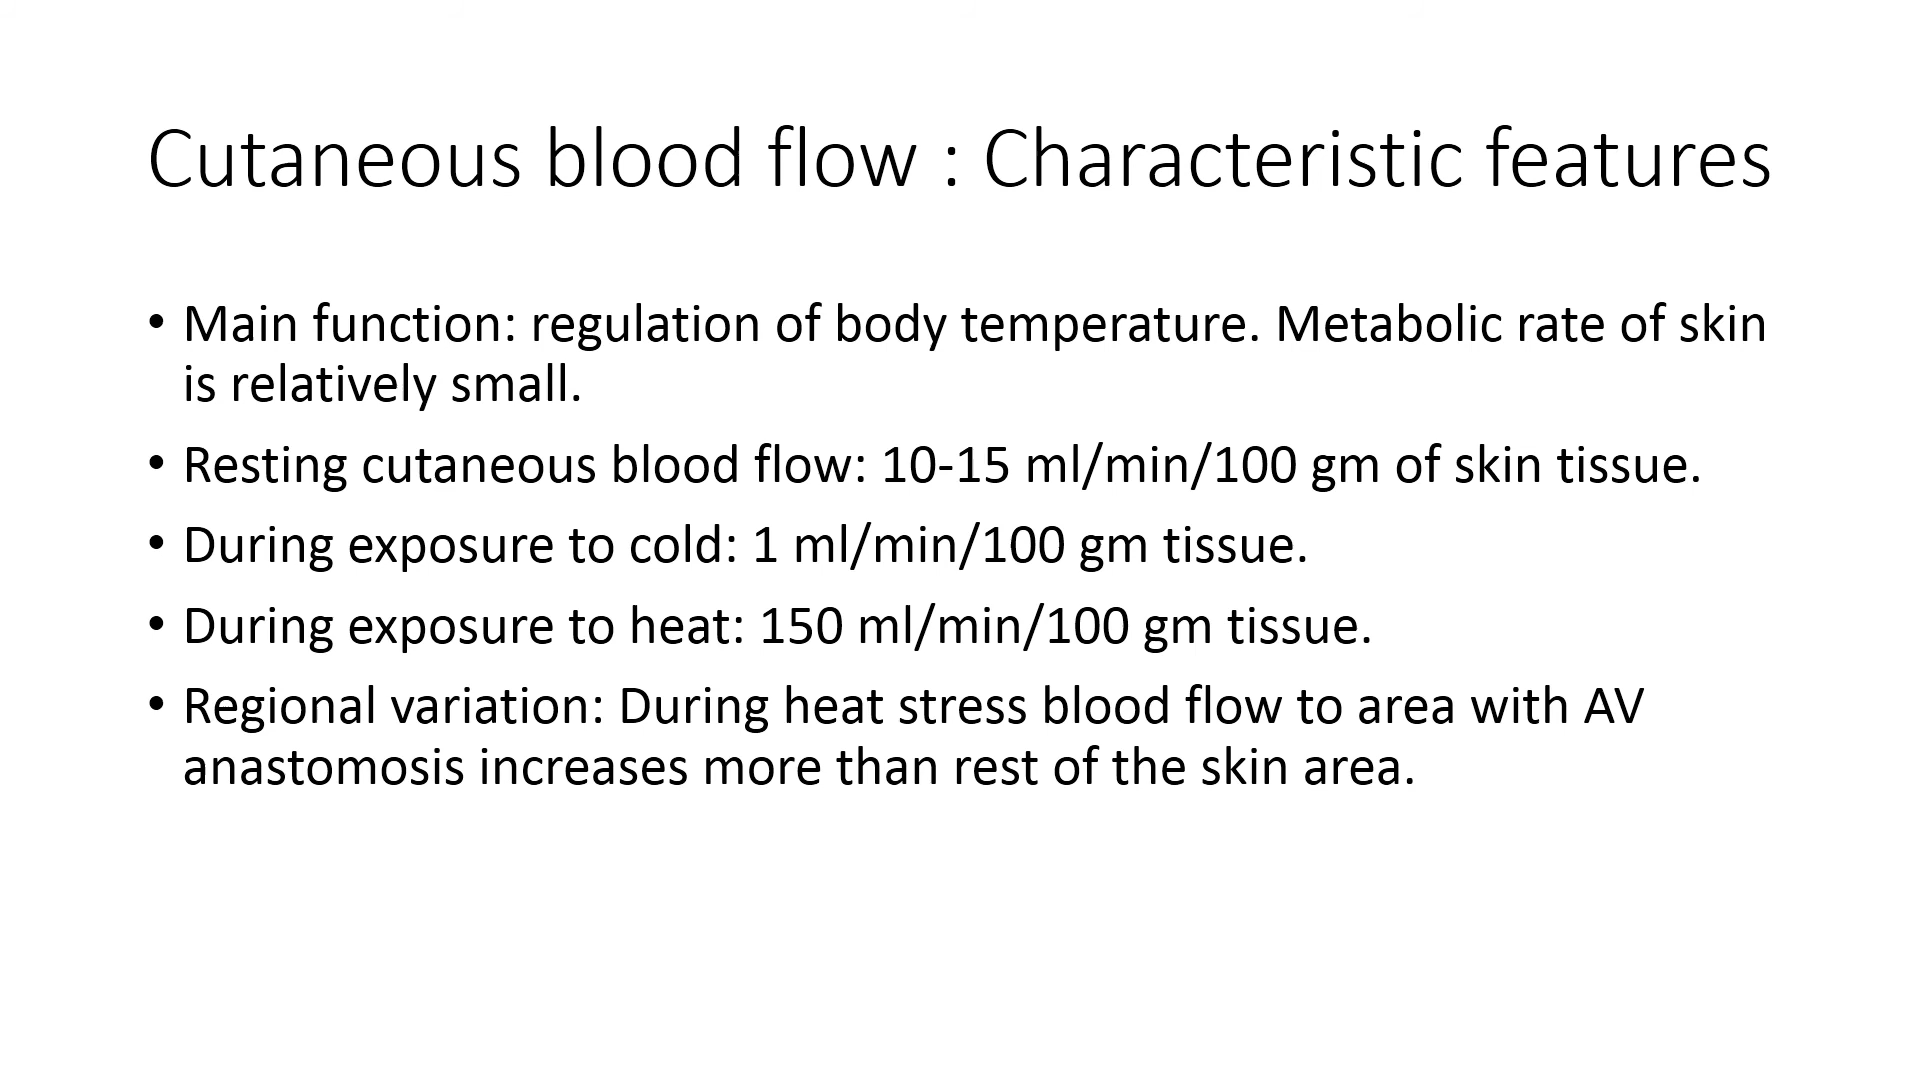 Cutaneous blood flow : Characteristic features
• Main function: regulation of body temperature. Metabolic rate of skin
is relatively small.
• Resting cutaneous blood flow: 10-15 ml/min/100 gm of skin tissue.
• During exposure to cold: 1 ml/min/100 gm tissue.
• During exposure to heat: 150 ml/min/100 gm tissue.
• Regional variation: During heat stress blood flow to area with AV
anastomosis increases more than rest of the skin area.